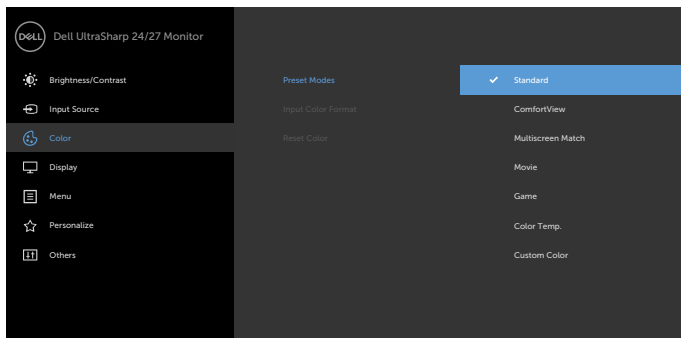 DELL Dell UltraSharp 24/27 Monitor
Brightness/Contrast Preset Modes Standard
Input Source Input Color Format ComfortView
Color Reset Color Multiscreen Match
Display Movie
Menu Game
Personalize Color Temp.
Others Custom Color